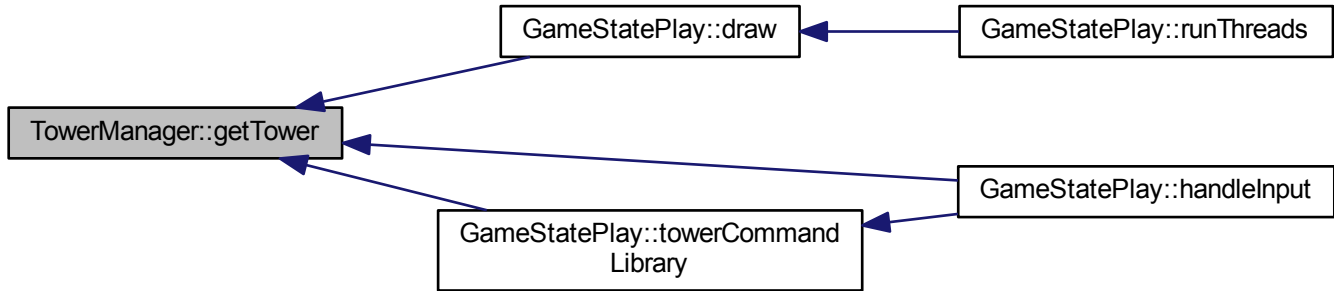 GameStatePlay::draw
GameStatePlay::runThreads
TowerManager::getTower
GameStatePlay::handleInput
GameStatePlay::towerCommand
Library